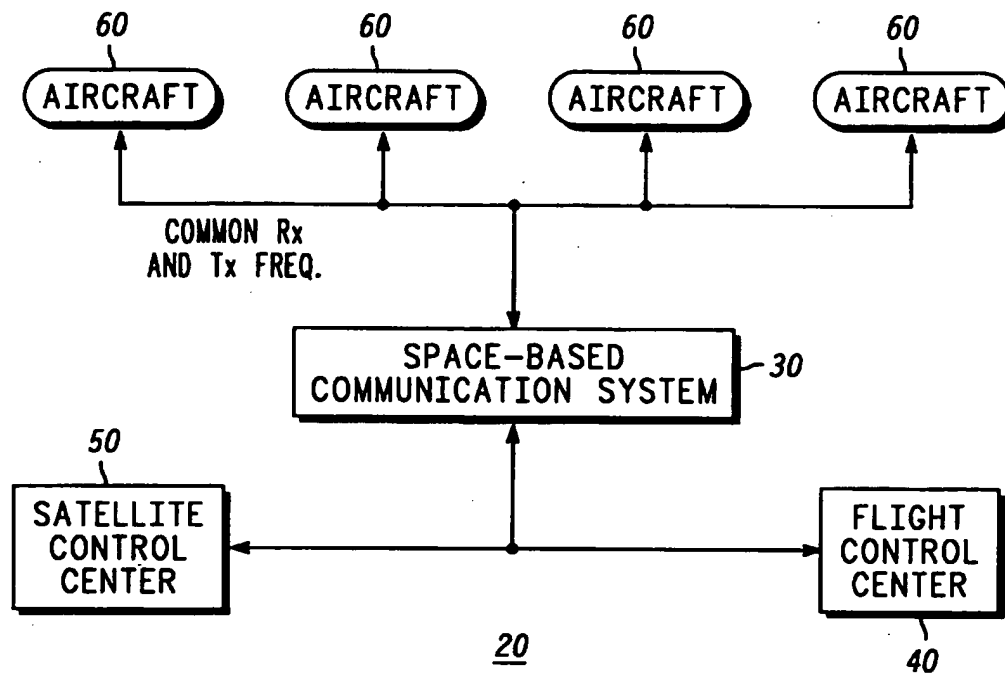 60 60 60 60
AIRCRAFT AIRCRAFT AIRCRAFT AIRCRAFT
COMMON Rx
AND Tx FREQ.
SPACE-BASED
COMMUNICATION SYSTEM
30
50
SATELLITE
CONTROL
CENTER
FLIGHT
CONTROL
CENTER
40
20